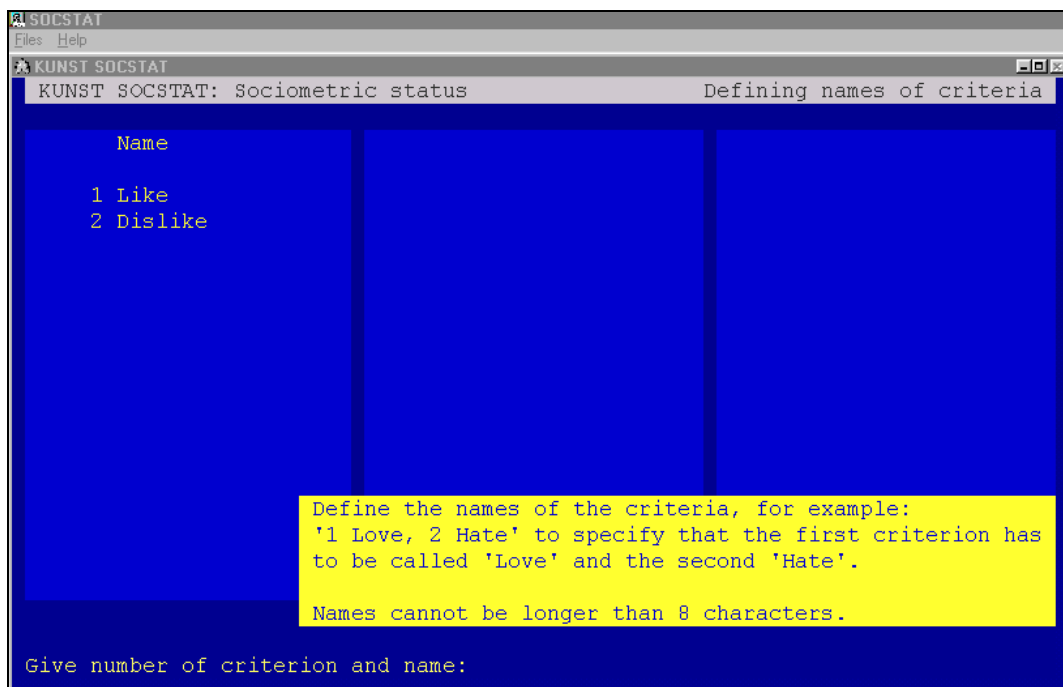 SOCSTAT
Files Help
KUNST SOCSTAT
KUNST SOCSTAT: Sociometric status Defining names of criteria
Name
1 Like
2 Dislike
Define the names of the criteria, for example:
'1 Love, 2 Hate' to specify that the first criterion has
to be called 'Love' and the second 'Hate'.
Names cannot be longer than 8 characters.
Give number of criterion and name: